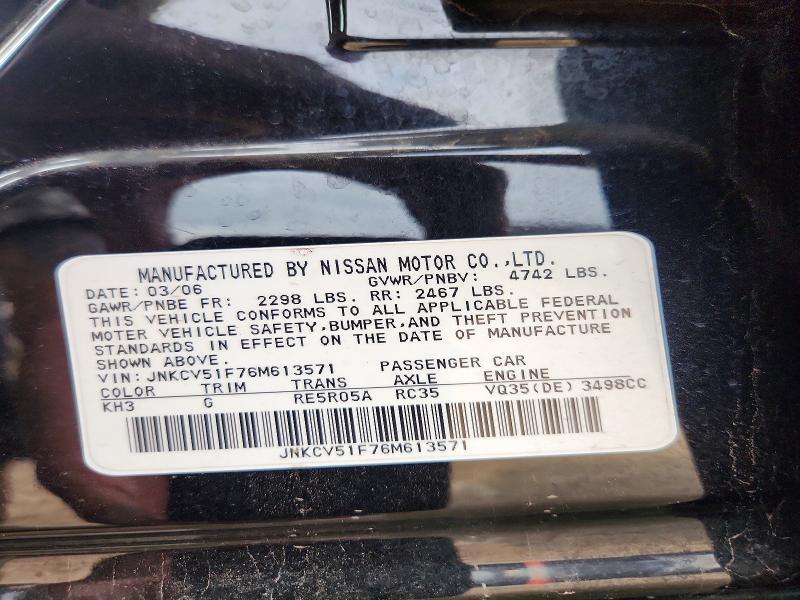 MANUFACTURED BY NISSAN MOTOR CO.,LTD.
DATE: 03/06 GVWR/PNBV: 4742 LBS.
GAWR/PNBE FR: 2298 LBS. RR: 2467 LBS.
THIS VEHICLE CONFORMS TO ALL APPLICABLE FEDERAL
MOTOR VEHICLE SAFETY,BUMPER,AND THEFT PREVENTION
STANDARDS IN EFFECT ON THE DATE OF MANUFACTURE
SHOWN ABOVE.
VIN: JNKCV51F76M613571 PASSENGER CAR
COLOR TRIM TRANS AXLE ENGINE
KH3 G RE5R05A RC35 VQ35(DE) 3498CC
JNKCV51F76M613571